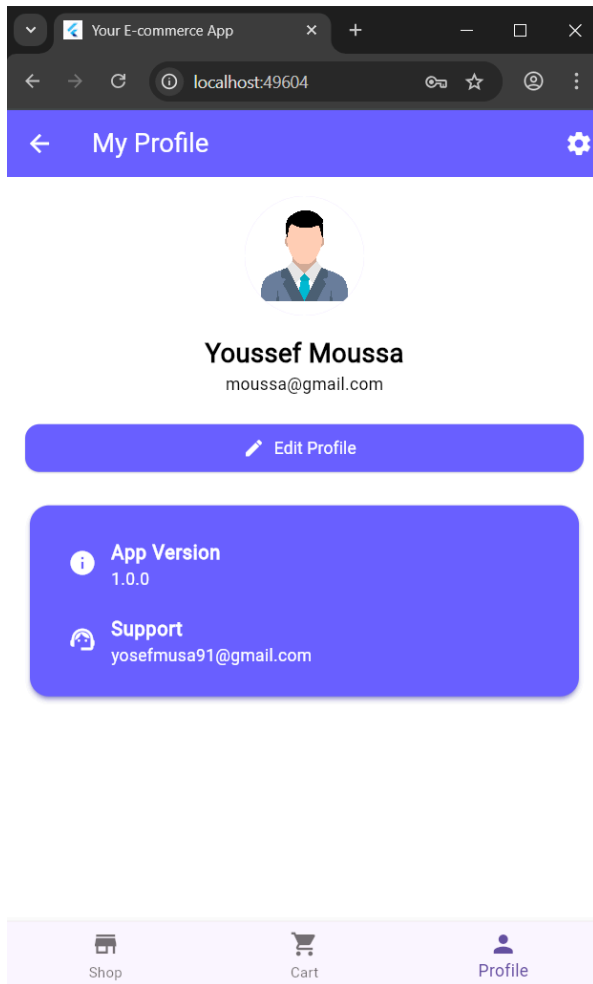 Your E-commerce App
localhost:49604
My Profile
Youssef Moussa
moussa@gmail.com
Edit Profile
App Version
1.0.0
Support
yosefmusa91@gmail.com
Shop
Cart
Profile